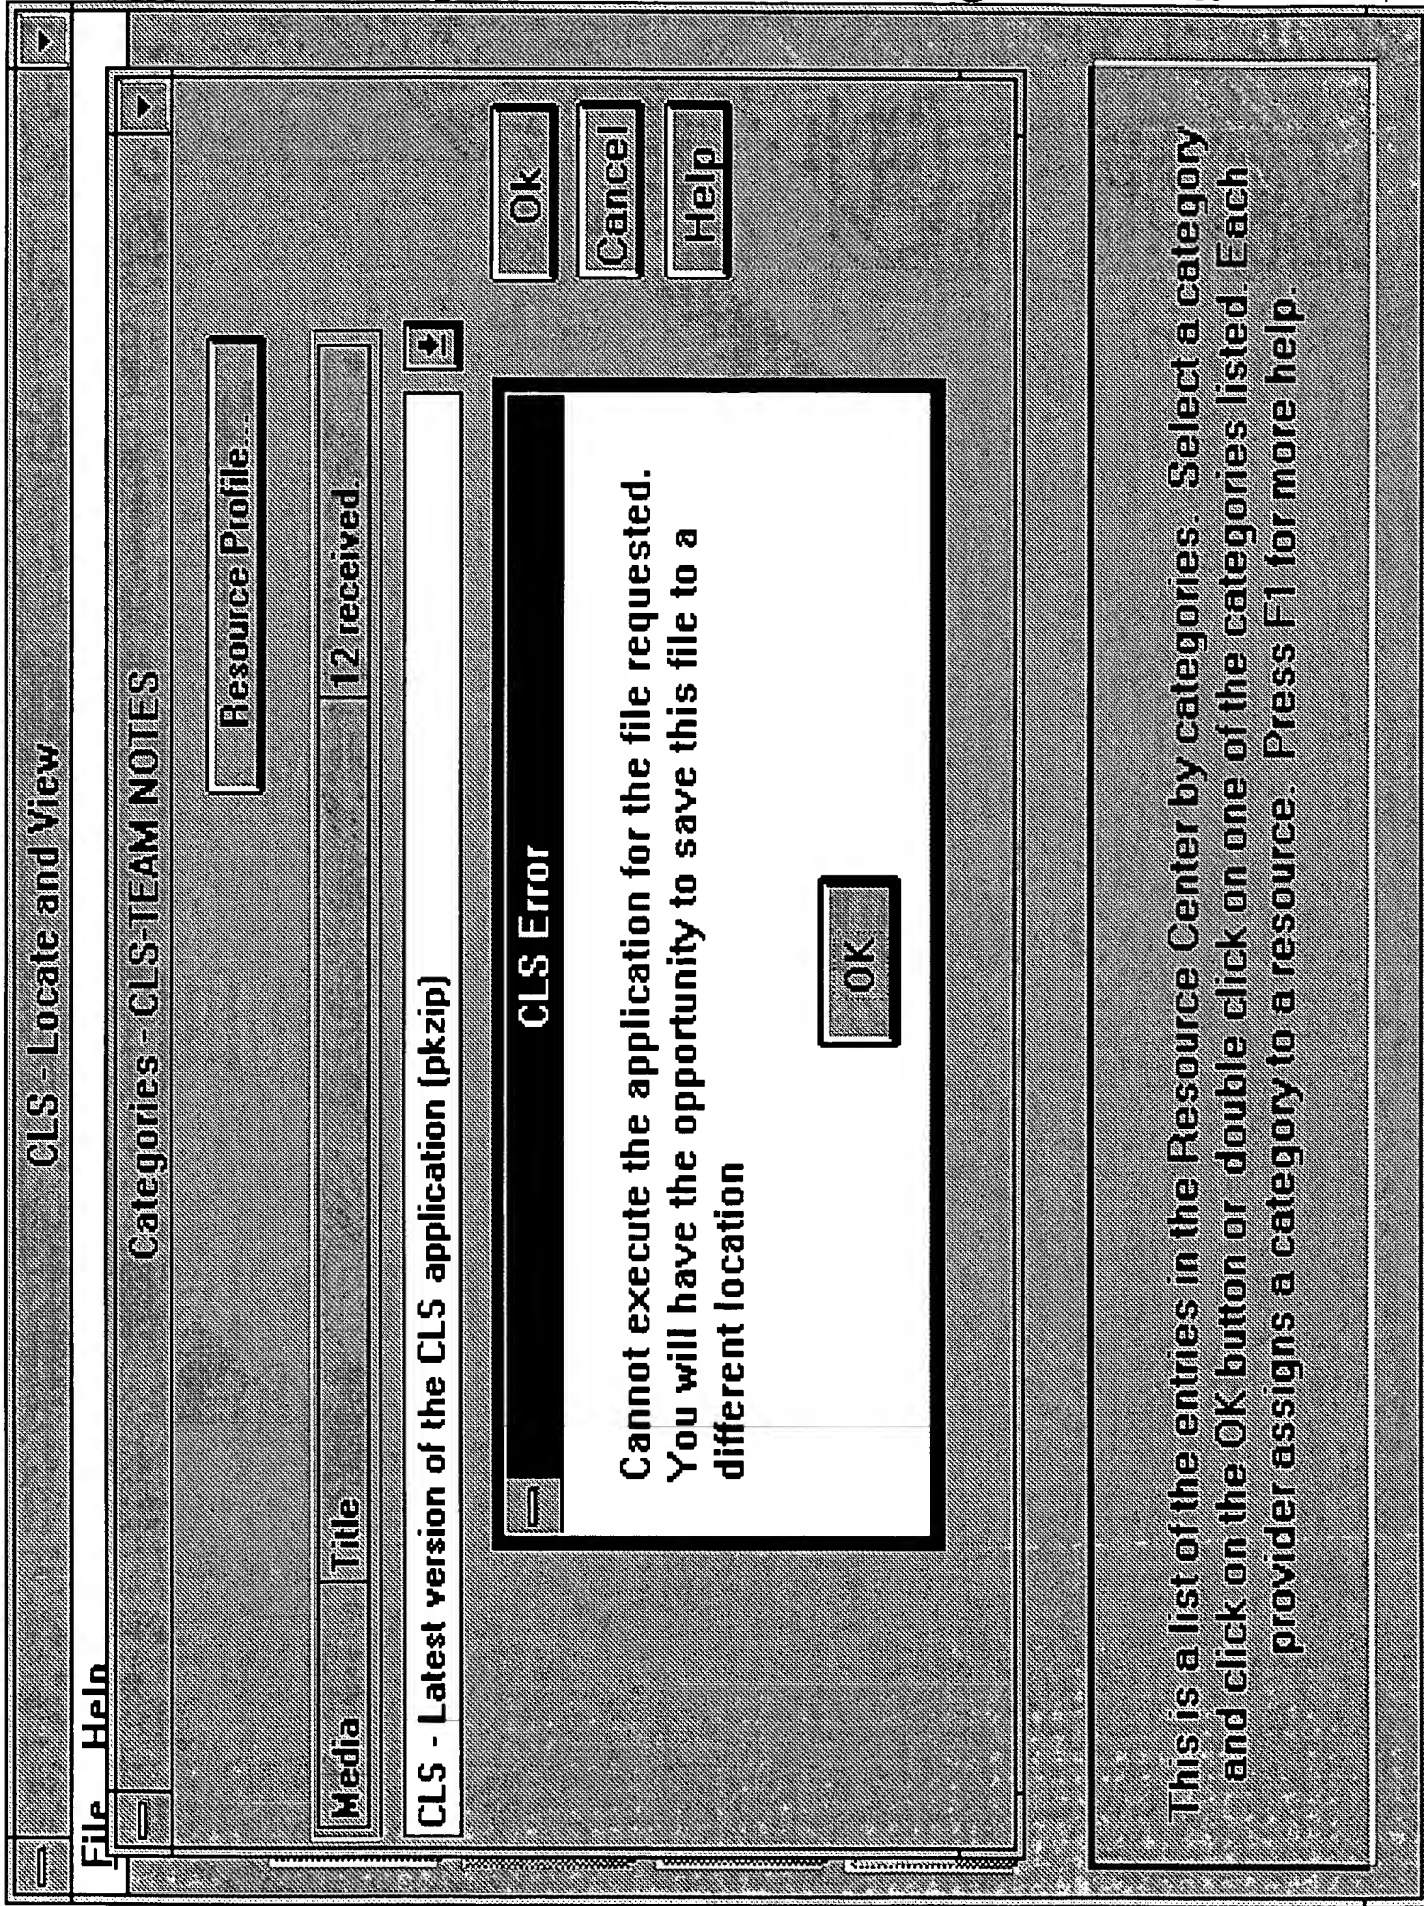 CLS - Locate and View
File Help
Categories - CLS-TEAM NOTES
Resource Profile...
Media Title 12 received.
CLS - Latest version of the CLS application (pkzip)
Ok
Cancel
Help
CLS Error
Cannot execute the application for the file requested.
You will have the opportunity to save this file to a
different location
OK
This is a list of the entries in the Resource Center by categories. Select a category
and click on the OK button or double click on one of the categories listed. Each
provider assigns a category to a resource. Press F1 for more help.